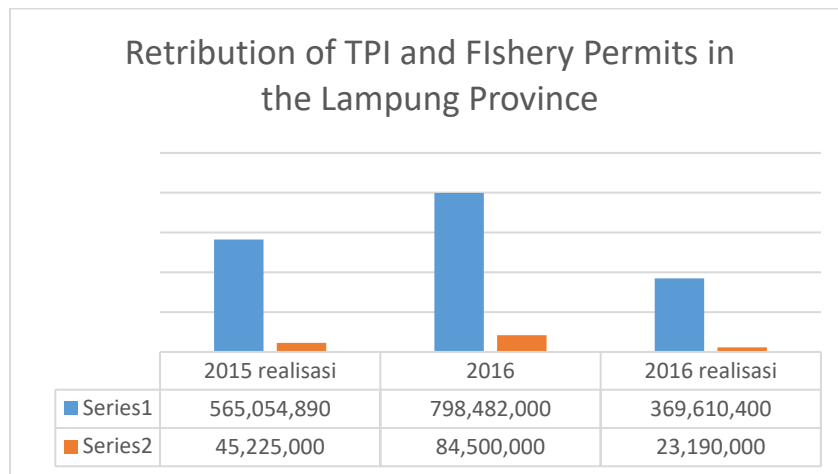 Retribution of TPI and FIshery Permits in
the Lampung Province
2015 realisasi 2016 2016 realisasi
Series1 565,054,890 798,482,000 369,610,400
Series2 45,225,000 84,500,000 23,190,000